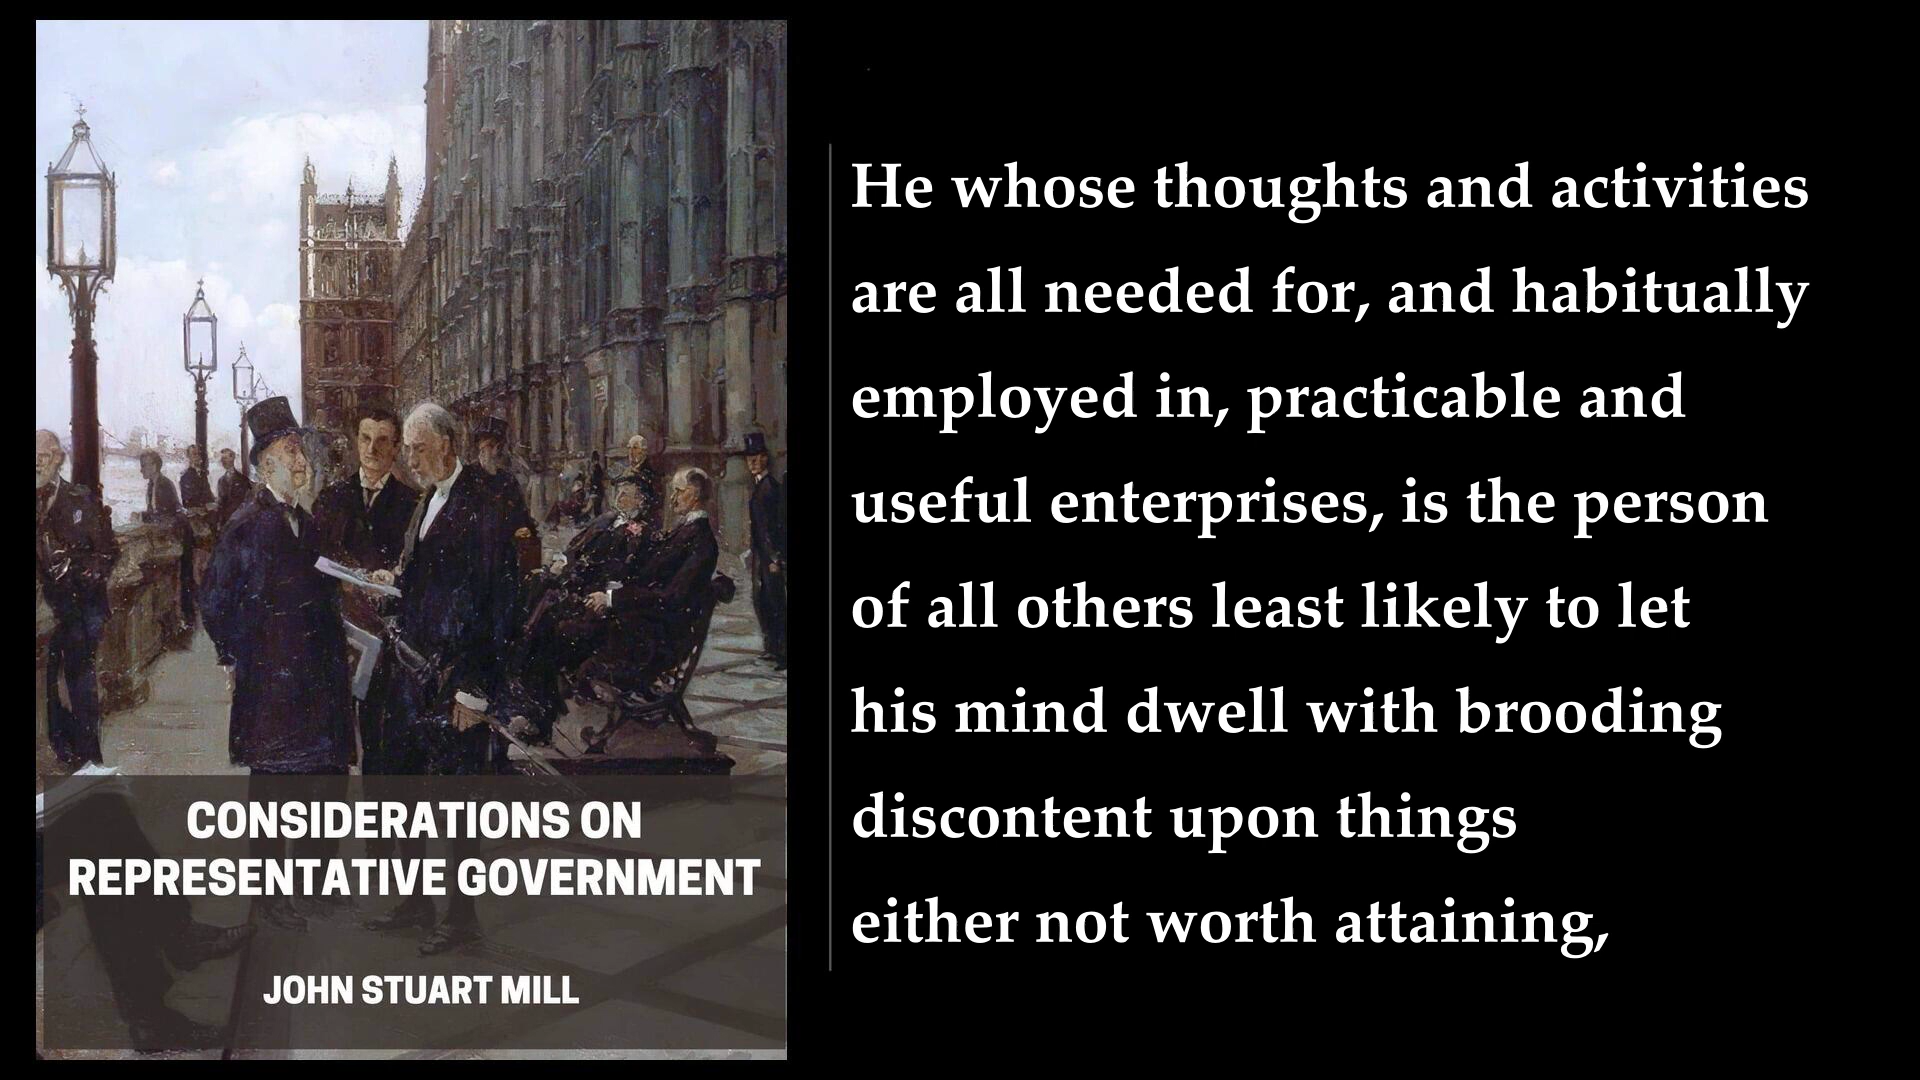 He whose thoughts and activities
are all needed for, and habitually
employed in, practicable and
useful enterprises, is the person
of all others least likely to let
his mind dwell with brooding
discontent upon things
either not worth attaining,
CONSIDERATIONS ON
REPRESENTATIVE GOVERNMENT
JOHN STUART MILL